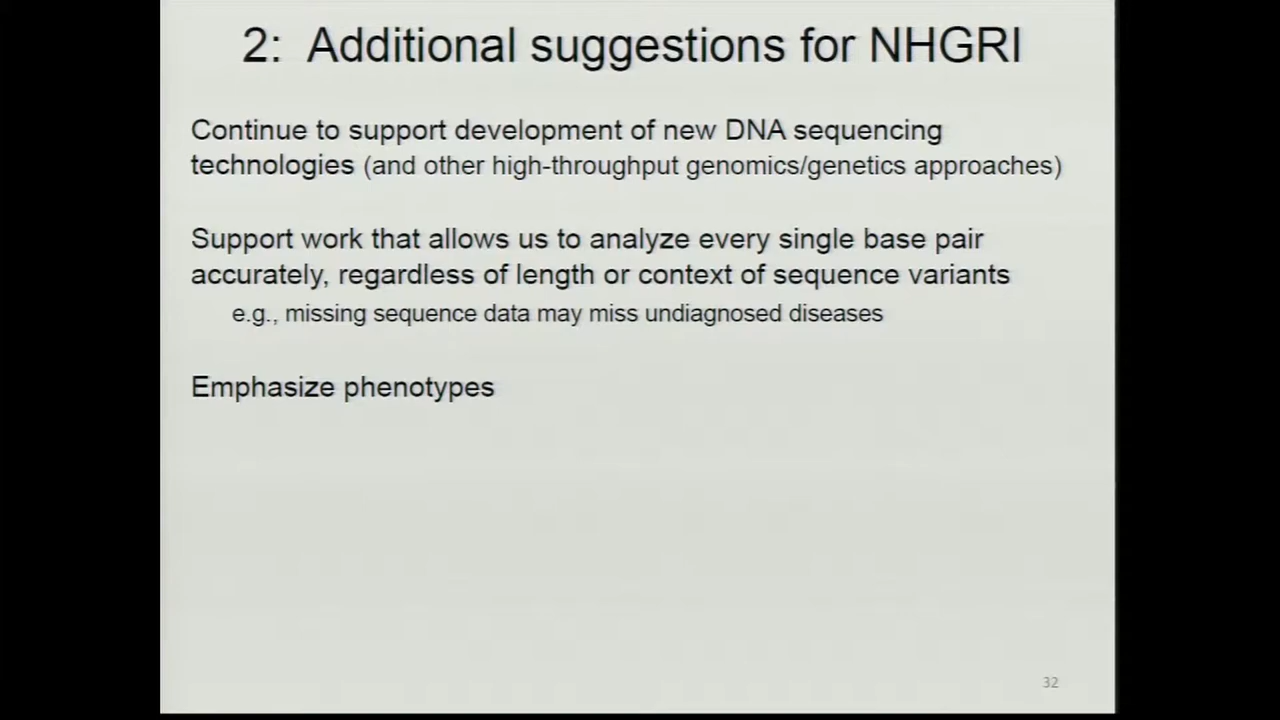 2: Additional suggestions for NHGRI
Continue to support development of new DNA sequencing
technologies (and other high-throughput genomics/genetics approaches)
Support work that allows us to analyze every single base pair
accurately, regardless of length or context of sequence variants
e.g., missing sequence data may miss undiagnosed diseases
Emphasize phenotypes
32